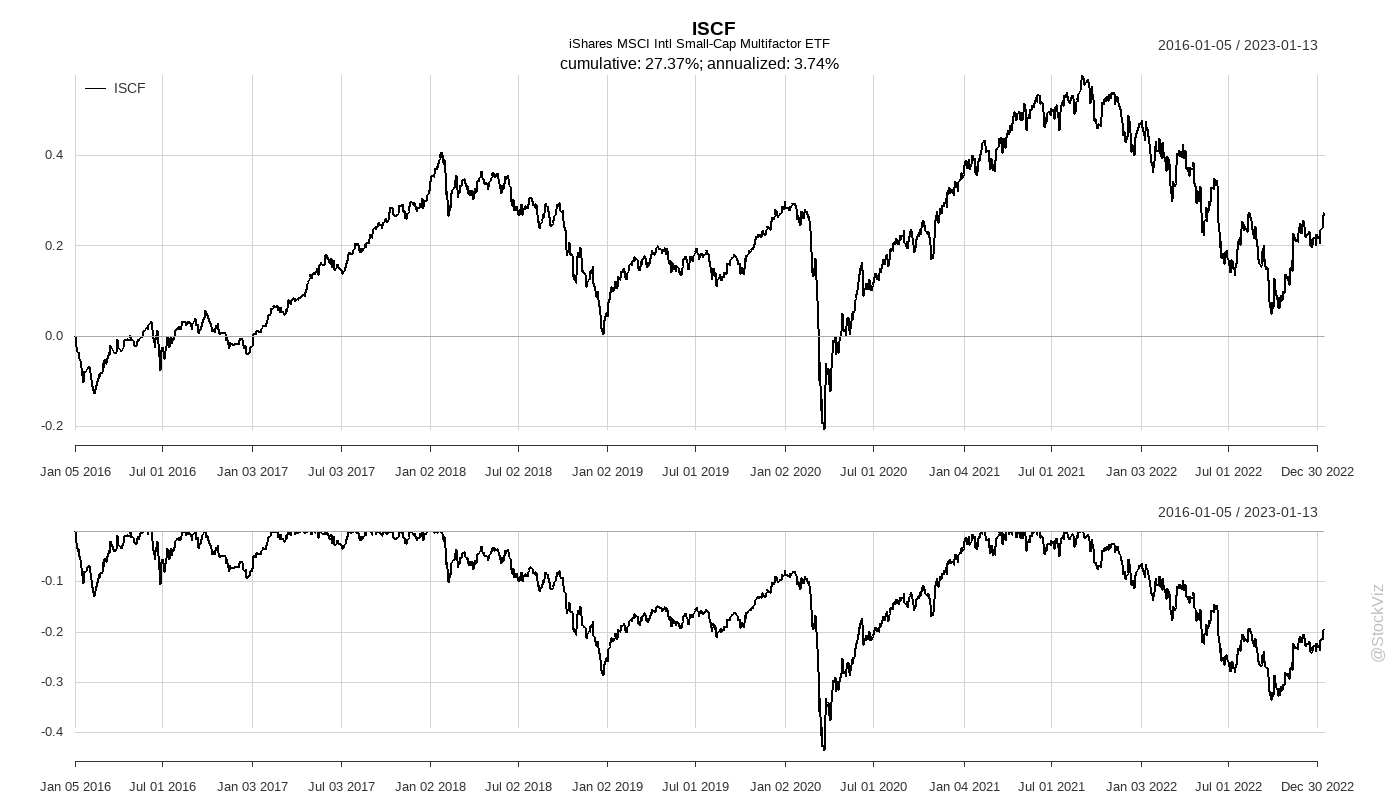 ISCF
iShares MSCI Intl Small-Cap Multifactor ETF
2016-01-05 / 2023-01-13
cumulative: 27.37%; annualized: 3.74%
ISCF
0.4
0.2
0.0
-0.2
Jan 05 2016 Jul 01 2016 Jan 03 2017 Jul 03 2017 Jan 02 2018 Jul 02 2018 Jan 02 2019 Jul 01 2019 Jan 02 2020 Jul 01 2020 Jan 04 2021 Jul 01 2021 Jan 03 2022 Jul 01 2022 Dec 30 2022
2016-01-05 / 2023-01-13
-0.1
-0.2
-0.3
-0.4
Jan 05 2016 Jul 01 2016 Jan 03 2017 Jul 03 2017 Jan 02 2018 Jul 02 2018 Jan 02 2019 Jul 01 2019 Jan 02 2020 Jul 01 2020 Jan 04 2021 Jul 01 2021 Jan 03 2022 Jul 01 2022 Dec 30 2022
@StockViz